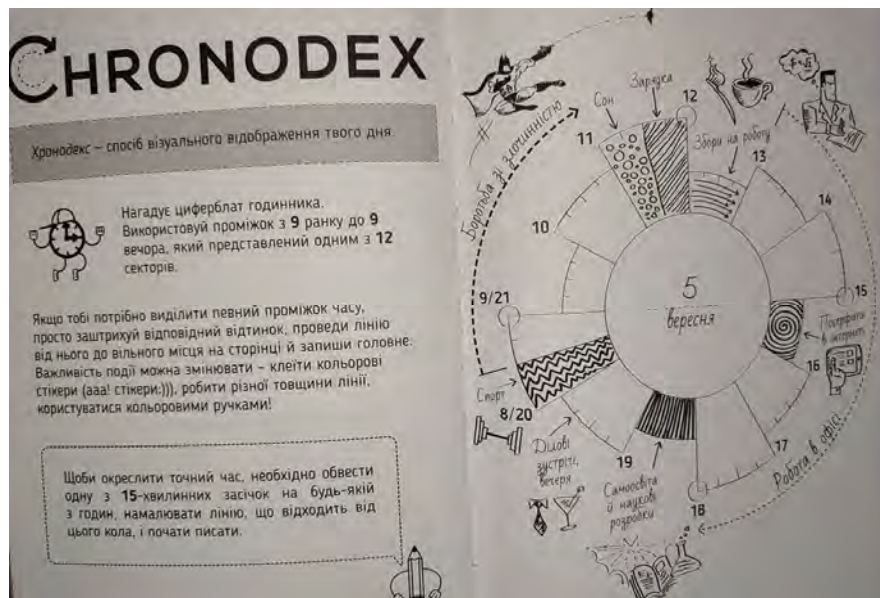 CHRONODEX
Хронодекс – спосіб візуального відображення твого дня.
Нагадує циферблат годинника.
Використовуй проміжок з 9 ранку до 9
вечора, який представлений одним з 12
секторів.
Якщо тобі потрібно виділити певний проміжок часу,
просто заштрихуй відповідний відтинок, проведи лінію
від нього до вільного місця на сторінці й запиши головне.
Важливість події можна змінювати – клеїти кольорові
стікери (ааа! стікери:))), робити різної товщини лінії,
користуватися кольоровими ручками!
Щоби окреслити точний час, необхідно обвести
одну з 15-хвилинних засічок на будь-якій
з годин, намалювати лінію, що відходить від
цього кола, і почати писати.
Боротьба зі злочинністю
Сон
Зарядка
Збори на роботу
11
12
13
10
14
9/21
15
5
вересня
в інтернеті
16
Спорт
8/20
17
19
18
Ділові
зустрічі,
вечеря
Самоосвіта
й наукові
розробки
Робота в офісі